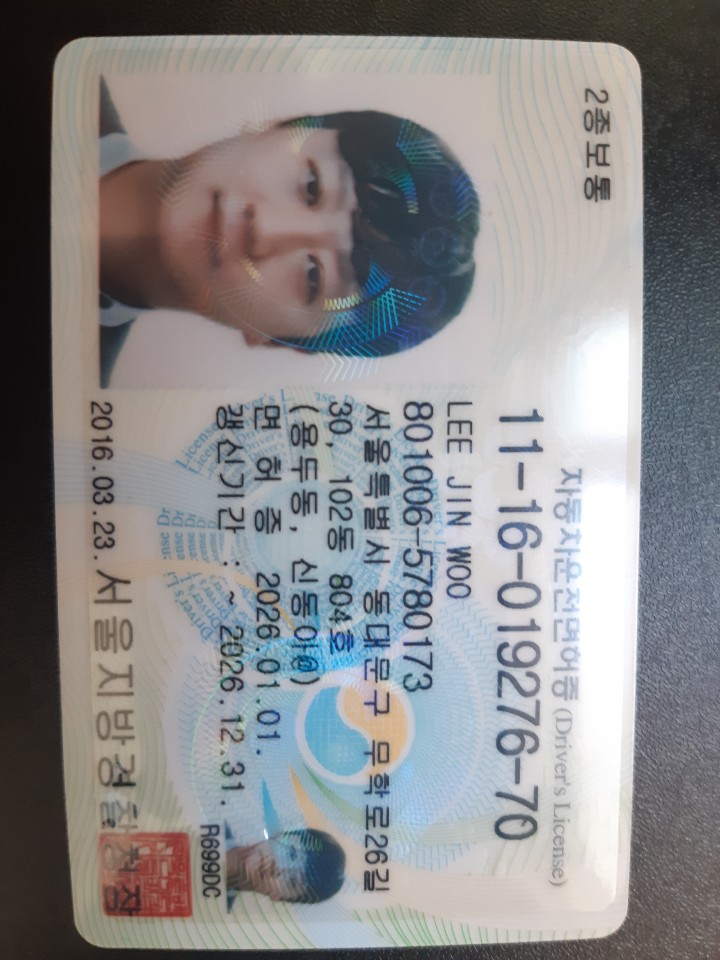 2종보통
자동차운전면허증 (Driver's License)
11-16-019276-70
LEE JIN WOO
801006-5780173
서울특별시 동대문구 무학로26길
30, 102동 804호
(용두동, 신동아@)
면 허 증 2026.01.01.
갱신기간 : ~ 2026.12.31.
R699DC
2016.03.23. 서울지방경찰청장